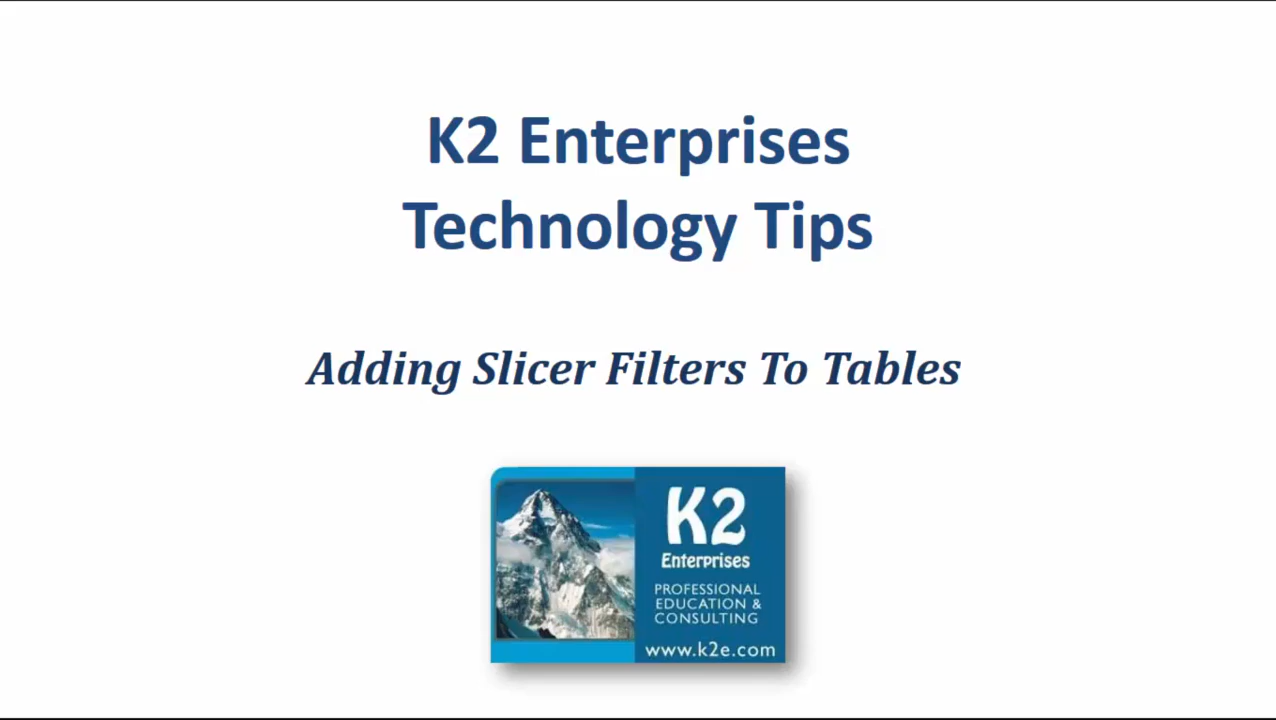 K2 Enterprises
Technology Tips
Adding Slicer Filters To Tables
K2
Enterprises
PROFESSIONAL
EDUCATION &
CONSULTING
www.k2e.com